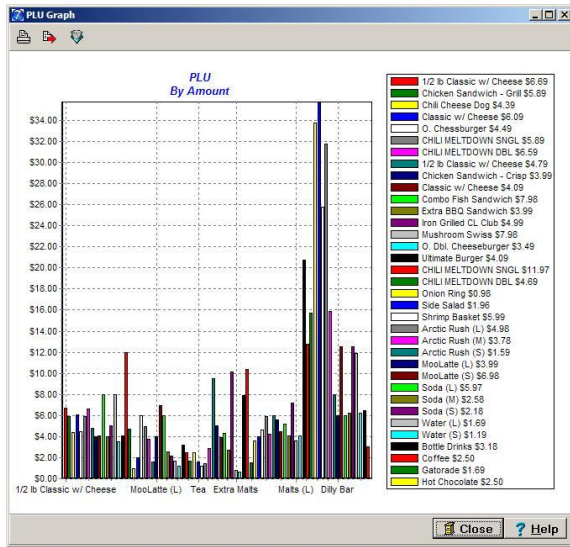 PLU Graph
PLU
By Amount
$34.00
$32.00
$30.00
$28.00
$26.00
$24.00
$22.00
$20.00
$18.00
$16.00
$14.00
$12.00
$10.00
$8.00
$6.00
$4.00
$2.00
$0.00
1/2 lb Classic w/ Cheese MooLatte (L) Tea Extra Malts Malts (L) Dilly Bar
1/2 lb Classic w/ Cheese $6.69
Chicken Sandwich - Grill $5.89
Chili Cheese Dog $4.39
Classic w/ Cheese $6.09
O. Chessburger $4.49
CHILI MELTDOWN SNGL $5.89
CHILI MELTDOWN DBL $6.59
1/2 lb Classic w/ Cheese $4.79
Chicken Sandwich - Crisp $3.99
Classic w/ Cheese $4.09
Combo Fish Sandwich $7.98
Extra BBQ Sandwich $3.99
Iron Grilled CL Club $4.99
Mushroom Swiss $7.98
O. Dbl. Cheeseburger $3.49
Ultimate Burger $4.09
CHILI MELTDOWN SNGL $11.97
CHILI MELTDOWN DBL $4.69
Onion Ring $0.98
Side Salad $1.96
Shrimp Basket $5.99
Arctic Rush (L) $4.98
Arctic Rush (M) $3.78
Arctic Rush (S) $1.59
MooLatte (L) $3.99
MooLatte (S) $6.98
Soda (L) $5.97
Soda (M) $2.58
Soda (S) $2.18
Water (L) $1.69
Water (S) $1.19
Bottle Drinks $3.18
Coffee $2.50
Gatorade $1.69
Hot Chocolate $2.50
Close ? Help